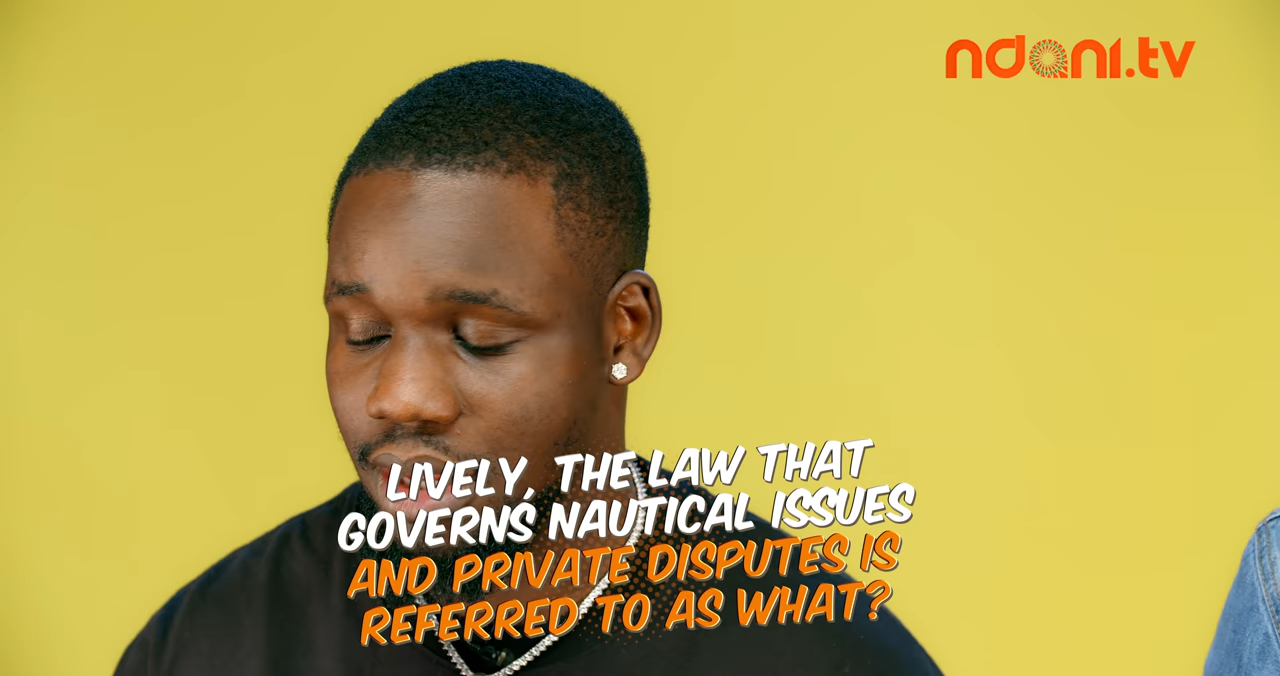 ndani.tv
LIVELY, THE LAW THAT
GOVERNS NAUTICAL ISSUES
AND PRIVATE DISPUTES IS
REFERRED TO AS WHAT?